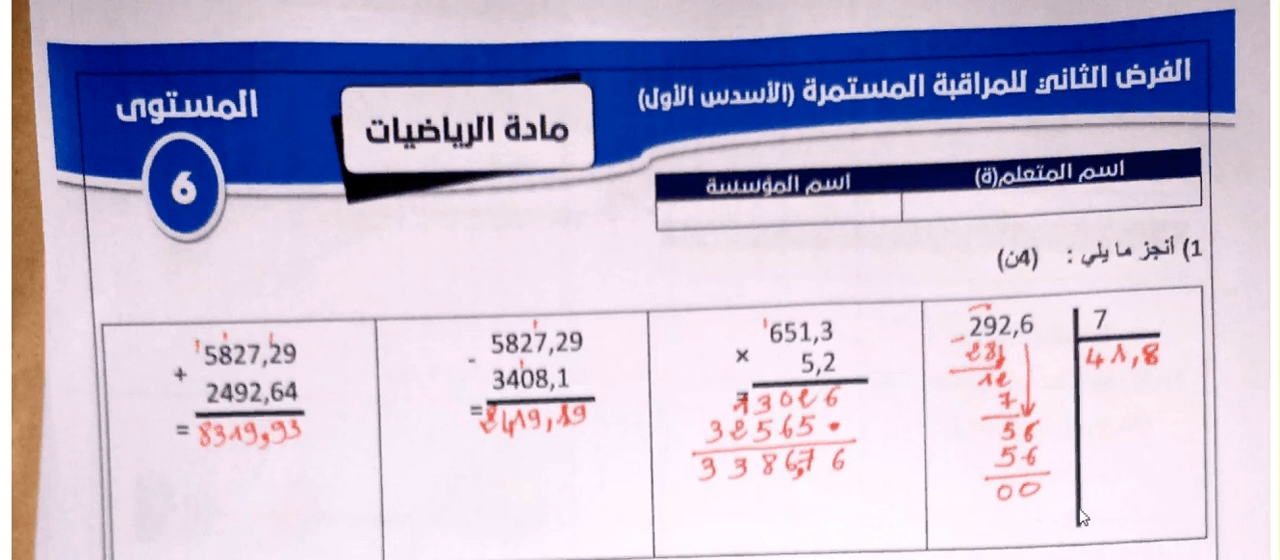 الفرض الثاني للمراقبة المستمرة (الأسدس الأول)
مادة الرياضيات
المستوى
6
اسم المتعلم(ة)
اسم المؤسسة
1) أنجز ما يلي : (4ن)
5827,29
+ 2492,64
= 8319,93
5827,29
- 3408,1
= 2419,19
651,3
× 5,2
= 13026
32565 •
3386,76
292,6 7
- 28 41,8
12
7
56
56
00